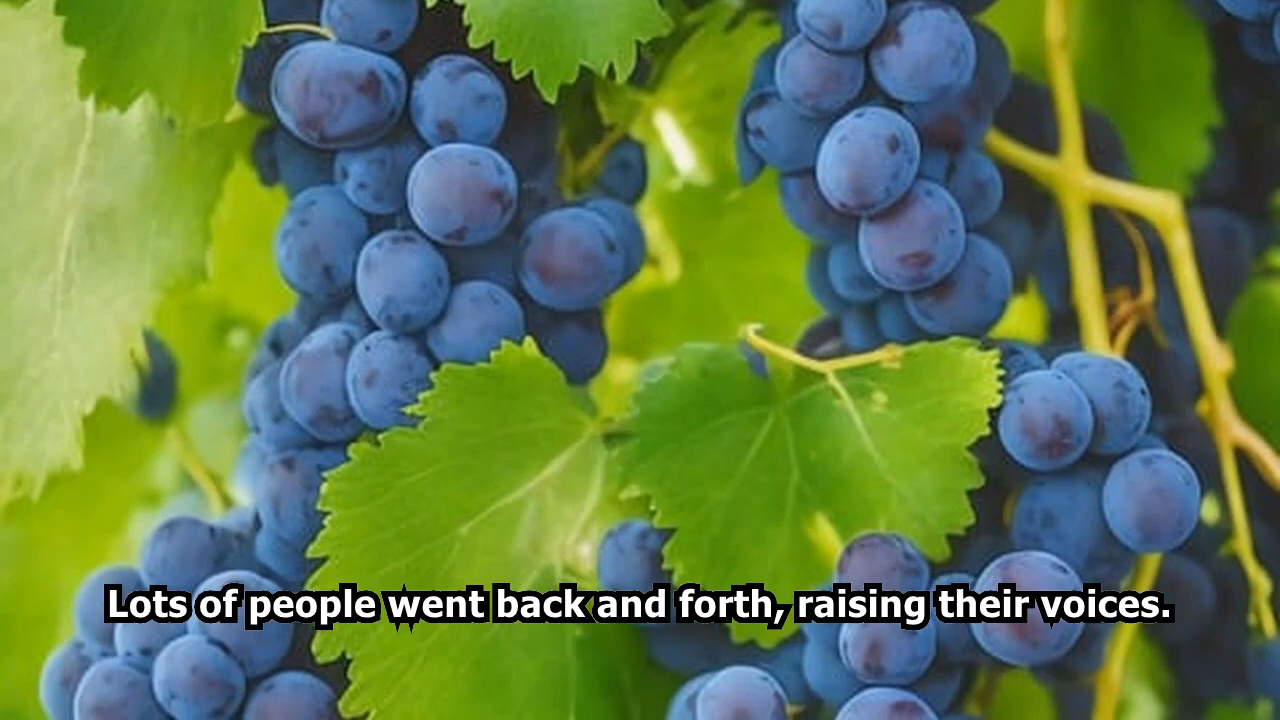 Lots of people went back and forth, raising their voices.